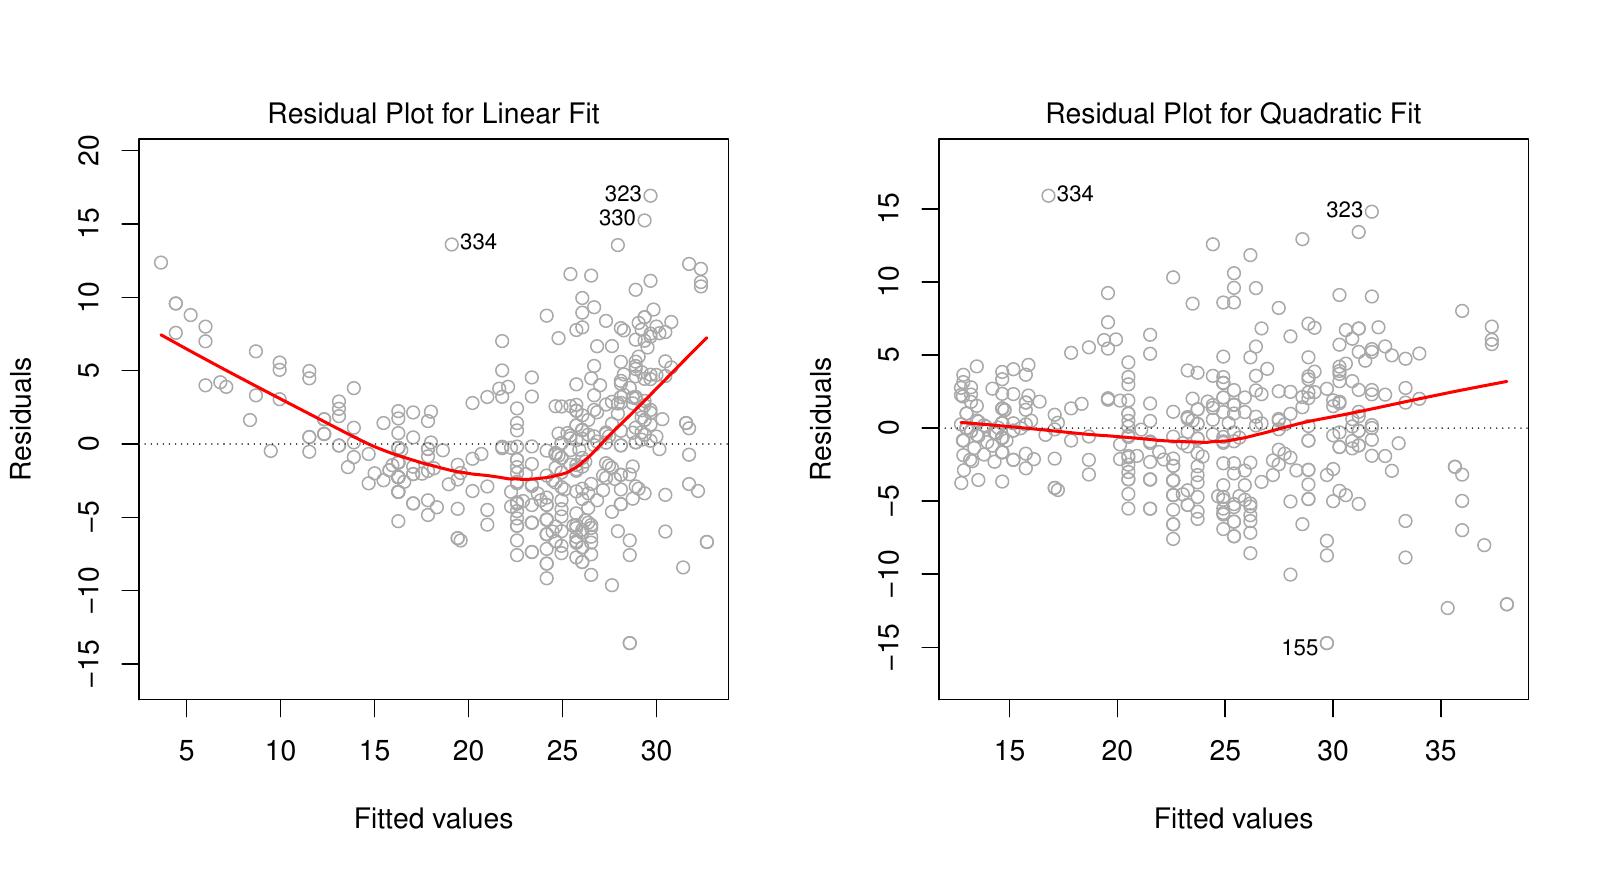 Residual Plot for Linear Fit
20
15
10
5
0
−5
−10
−15
Residuals
323
330
334
5 10 15 20 25 30
Fitted values
Residual Plot for Quadratic Fit
15
10
5
0
−5
−10
−15
Residuals
334
323
155
15 20 25 30 35
Fitted values